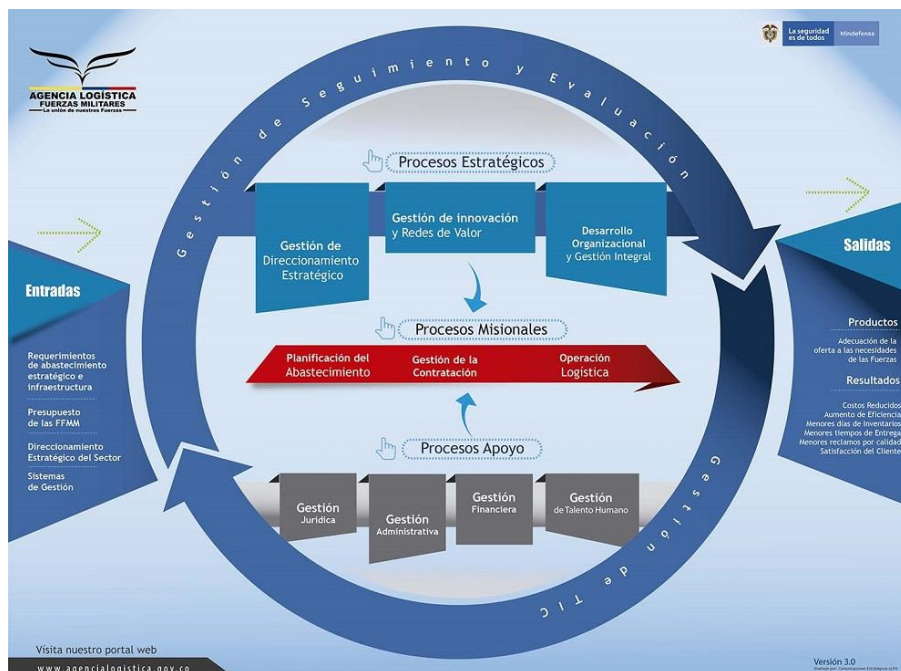 AGENCIA LOGÍSTICA
FUERZAS MILITARES
La unión de nuestras Fuerzas
La seguridad
es de todos
Mindefensa
Gestión de Seguimiento y Evaluación
Procesos Estratégicos
Gestión de
Direccionamiento
Estratégico
Gestión de innovación
y Redes de Valor
Desarrollo
Organizacional
y Gestión Integral
Entradas
Requerimientos
de abastecimiento
estratégico e
infraestructura
Presupuesto
de las FFMM
Direccionamiento
Estratégico del Sector
Sistemas
de Gestión
Procesos Misionales
Planificación del
Abastecimiento
Gestión de la
Contratación
Operación
Logística
Procesos Apoyo
Gestión
Jurídica
Gestión
Administrativa
Gestión
Financiera
Gestión
de Talento Humano
Gestión de TIC
Salidas
Productos
Adecuación de la
oferta a las necesidades
de las Fuerzas
Resultados
Costos Reducidos
Aumento de Eficiencia
Menores días de Inventarios
Menores tiempos de Entrega
Menores reclamos por calidad
Satisfacción del Cliente
Visita nuestro portal web
www.agencialogistica.gov.co
Versión 3.0